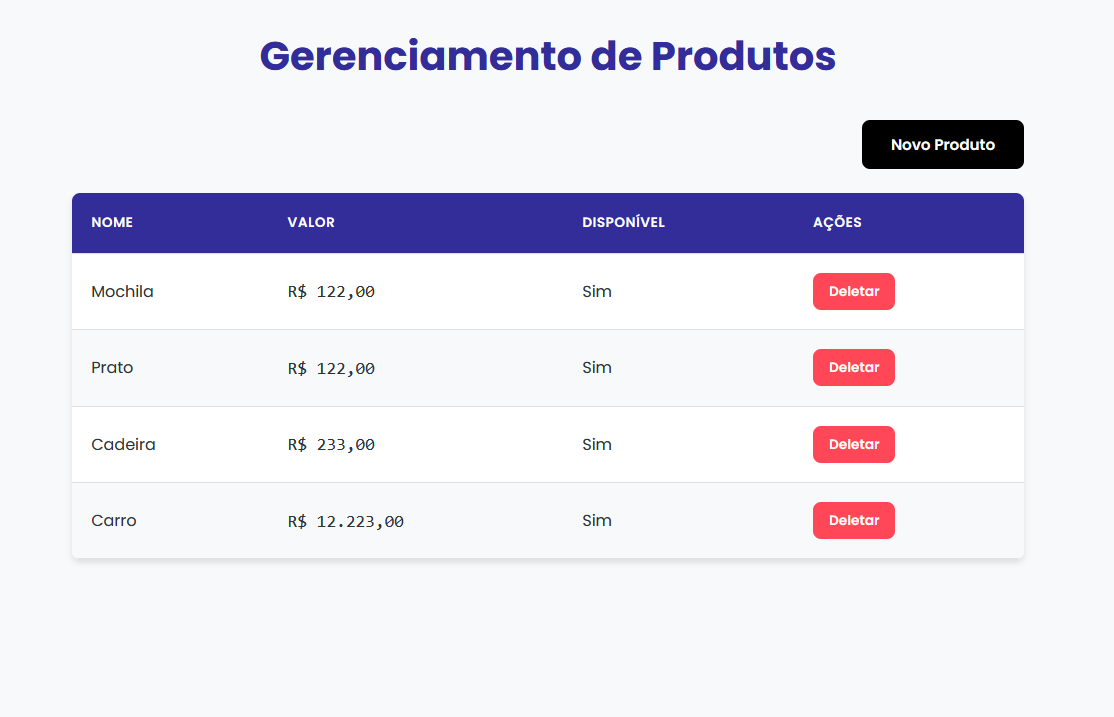 Gerenciamento de Produtos
Novo Produto
NOME VALOR DISPONÍVEL AÇÕES
Mochila R$ 122,00 Sim Deletar
Prato R$ 122,00 Sim Deletar
Cadeira R$ 233,00 Sim Deletar
Carro R$ 12.223,00 Sim Deletar